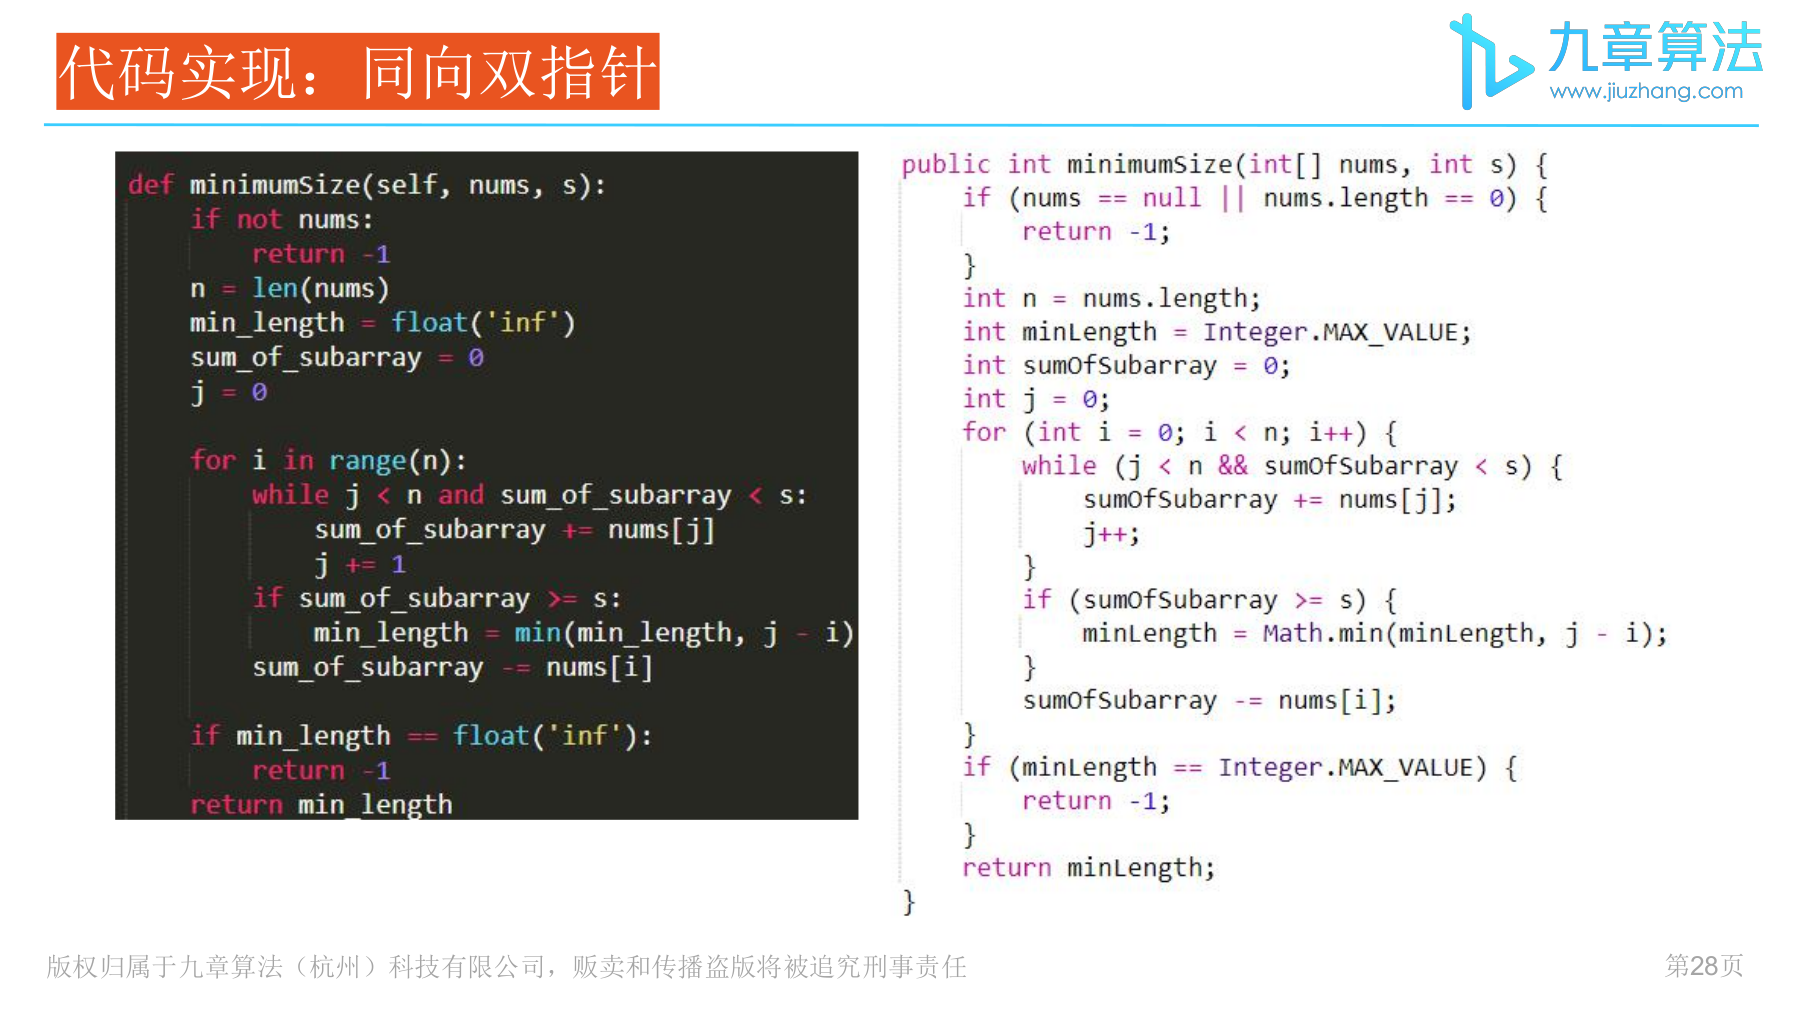 代码实现：同向双指针
九章算法
www.jiuzhang.com
def minimumSize(self, nums, s):
    if not nums:
        return -1
    n = len(nums)
    min_length = float('inf')
    sum_of_subarray = 0
    j = 0

    for i in range(n):
        while j < n and sum_of_subarray < s:
            sum_of_subarray += nums[j]
            j += 1
        if sum_of_subarray >= s:
            min_length = min(min_length, j - i)
        sum_of_subarray -= nums[i]

    if min_length == float('inf'):
        return -1
    return min_length
public int minimumSize(int[] nums, int s) {
    if (nums == null || nums.length == 0) {
        return -1;
    }
    int n = nums.length;
    int minLength = Integer.MAX_VALUE;
    int sumOfSubarray = 0;
    int j = 0;
    for (int i = 0; i < n; i++) {
        while (j < n && sumOfSubarray < s) {
            sumOfSubarray += nums[j];
            j++;
        }
        if (sumOfSubarray >= s) {
            minLength = Math.min(minLength, j - i);
        }
        sumOfSubarray -= nums[i];
    }
    if (minLength == Integer.MAX_VALUE) {
        return -1;
    }
    return minLength;
}
版权归属于九章算法（杭州）科技有限公司，贩卖和传播盗版将被追究刑事责任
第28页